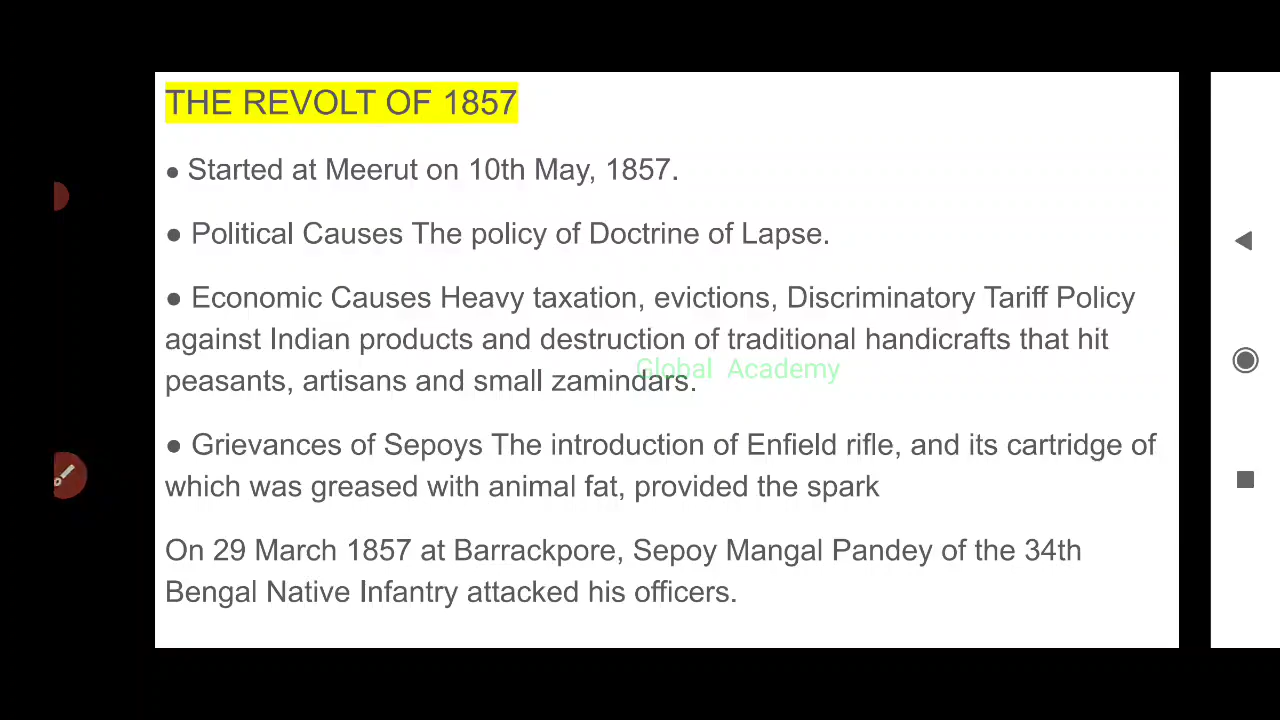 THE REVOLT OF 1857
● Started at Meerut on 10th May, 1857.
● Political Causes The policy of Doctrine of Lapse.
● Economic Causes Heavy taxation, evictions, Discriminatory Tariff Policy
against Indian products and destruction of traditional handicrafts that hit
Global Academy
peasants, artisans and small zamindars.
● Grievances of Sepoys The introduction of Enfield rifle, and its cartridge of
which was greased with animal fat, provided the spark
On 29 March 1857 at Barrackpore, Sepoy Mangal Pandey of the 34th
Bengal Native Infantry attacked his officers.